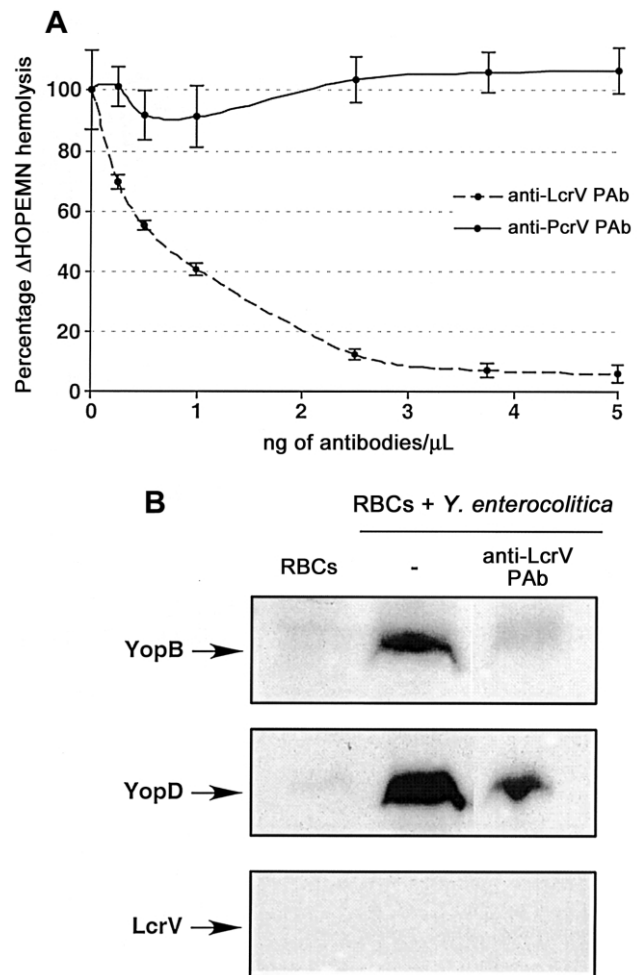 A
Percentage ΔHOPEMN hemolysis
100
80
60
40
20
0
anti-LcrV PAb
anti-PcrV PAb
0 1 2 3 4 5
ng of antibodies/μL
B
RBCs + Y. enterocolitica
RBCs - anti-LcrV PAb
YopB
YopD
LcrV